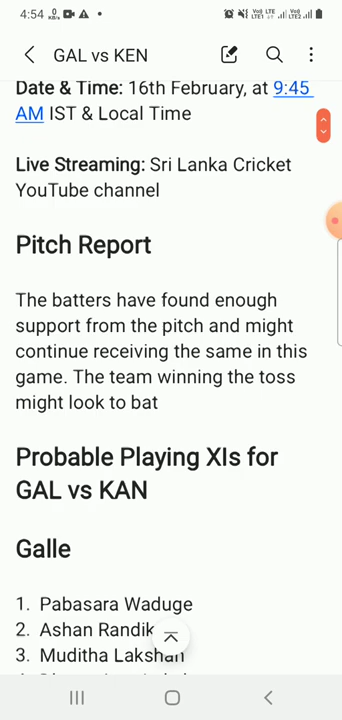 4:54
GAL vs KEN
Date & Time: 16th February, at 9:45
AM IST & Local Time
Live Streaming: Sri Lanka Cricket
YouTube channel
Pitch Report
The batters have found enough
support from the pitch and might
continue receiving the same in this
game. The team winning the toss
might look to bat
Probable Playing XIs for
GAL vs KAN
Galle
1. Pabasara Waduge
2. Ashan Randik
3. Muditha Lakshan